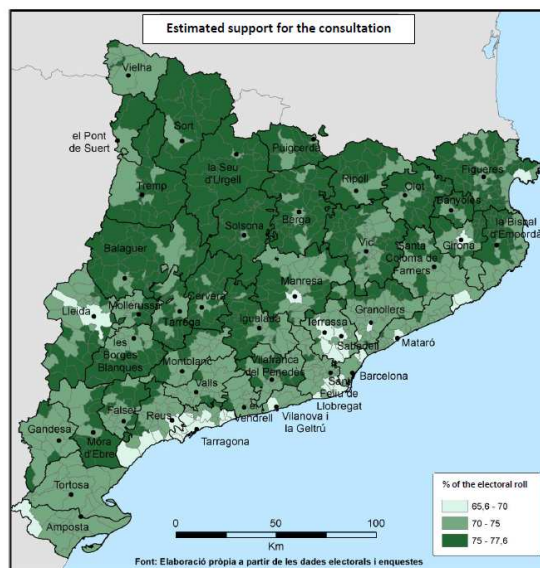 Estimated support for the consultation
Vielha
el Pont
de Suert
Sort
la Seu
d'Urgell
Puigcerdà
Ripoll
Olot
Figueres
Banyoles
la Bisbal
d'Empordà
Tremp
Solsona
Berga
Vic
Santa
Coloma de
Farners
Girona
Balaguer
Manresa
Granollers
Lleida
Mollerussa
Cervera
Tàrrega
Igualada
Terrassa
Sabadell
Mataró
les
Borges
Blanques
Montblanc
Vilafranca
del Penedès
Sant
Feliu de
Llobregat
Barcelona
Valls
Falset
Reus
El
Vendrell
Vilanova i
la Geltrú
Gandesa
Móra
d'Ebre
Tarragona
Tortosa
Amposta
% of the electoral roll
65,6 - 70
70 - 75
75 - 77,6
0 50 100
Km
Font: Elaboració pròpia a partir de les dades electorals i enquestes